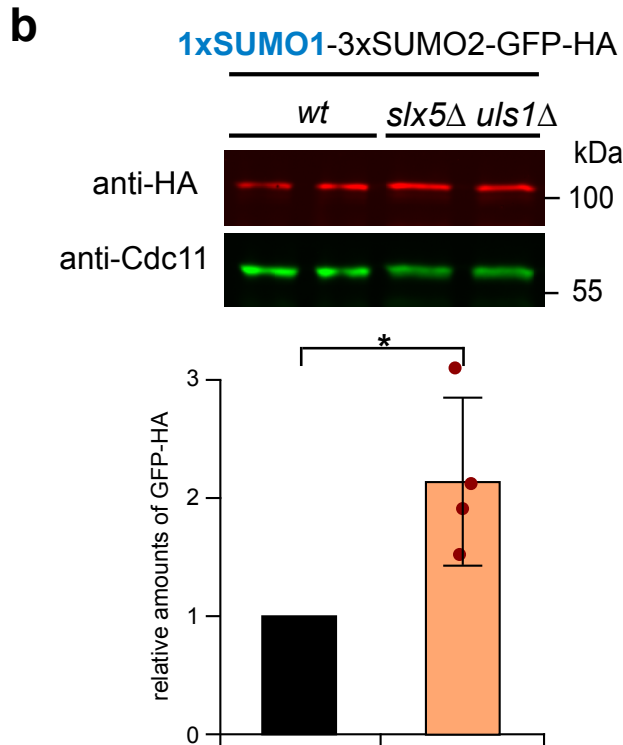 b
1xSUMO1-3xSUMO2-GFP-HA
wt
slx5Δ uls1Δ
kDa
anti-HA
100
anti-Cdc11
55
*
relative amounts of GFP-HA
3
2
1
0